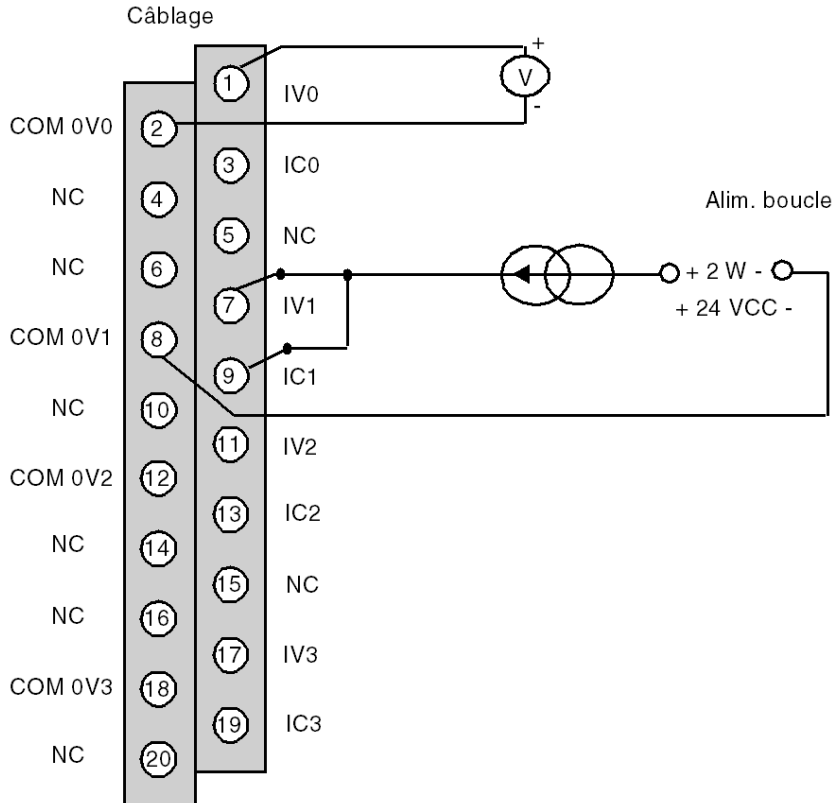 Câblage
+
1
V
IV0
-
COM 0V0
2
3
IC0
NC
4
Alim. boucle
5
NC
NC
6
+ 2 W -
7
IV1
+ 24 VCC -
COM 0V1
8
9
IC1
NC
10
11
IV2
COM 0V2
12
13
IC2
NC
14
15
NC
NC
16
17
IV3
COM 0V3
18
19
IC3
NC
20